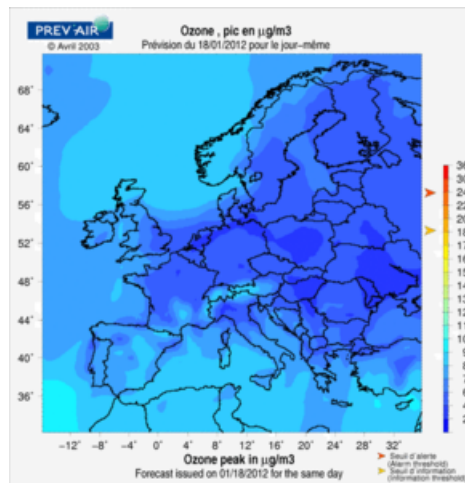 PREV'AIR
© Avril 2003
Ozone , pic en µg/m3
Prévision du 18/01/2012 pour le jour-même
68°
64°
60°
56°
52°
48°
44°
40°
36°
-12° -8° -4° 0° 4° 8° 12° 16° 20° 24° 28° 32°
Ozone peak in µg/m3
Forecast issued on 01/18/2012 for the same day
Seuil d'alerte
(Alarm threshold)
Seuil d'information
(Information threshold)